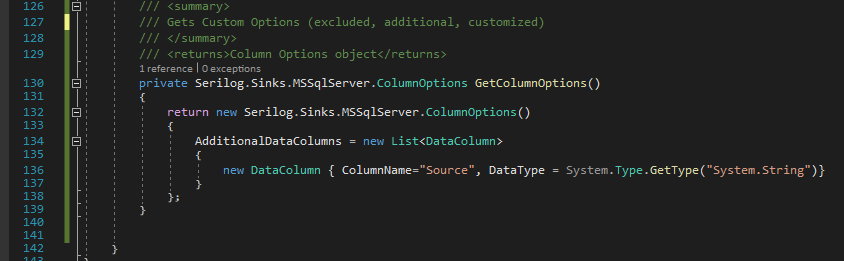 126 /// <summary>
127 /// Gets Custom Options (excluded, additional, customized)
128 /// </summary>
129 /// <returns>Column Options object</returns>
1 reference | 0 exceptions
130 private Serilog.Sinks.MSSqlServer.ColumnOptions GetColumnOptions()
131 {
132 return new Serilog.Sinks.MSSqlServer.ColumnOptions()
133 {
134 AdditionalDataColumns = new List<DataColumn>
135 {
136 new DataColumn { ColumnName="Source", DataType = System.Type.GetType("System.String")}
137 }
138 };
139 }
140
141
142 }
143 }